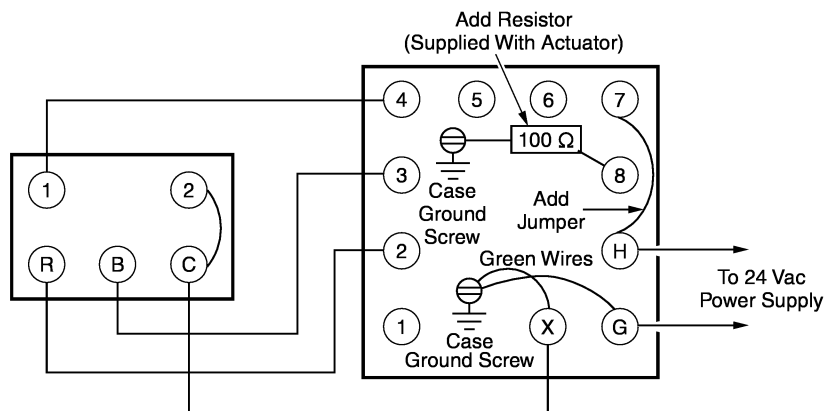 Add Resistor
(Supplied With Actuator)
4
5
6
7
100 Ω
1
2
3
8
Case
Ground
Screw
Add
Jumper
R
B
C
2
H
Green Wires
To 24 Vac
Power Supply
1
X
G
Case
Ground Screw